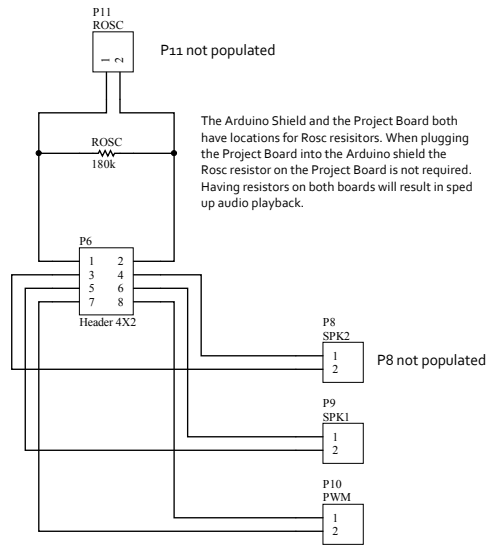 P11
ROSC
1 2
P11 not populated
The Arduino Shield and the Project Board both
have locations for Rosc resisitors. When plugging
the Project Board into the Arduino shield the
Rosc resistor on the Project Board is not required.
Having resistors on both boards will result in sped
up audio playback.
ROSC
180k
P6
1 2
3 4
5 6
7 8
Header 4X2
P8
SPK2
1
2
P8 not populated
P9
SPK1
1
2
P10
PWM
1
2